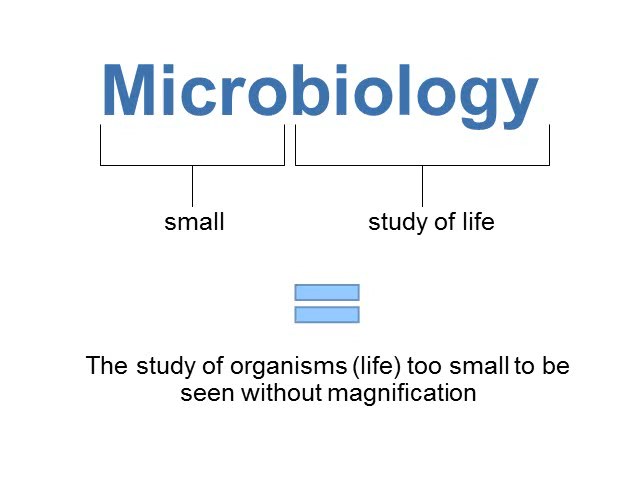 Microbiology
small study of life
The study of organisms (life) too small to be
seen without magnification